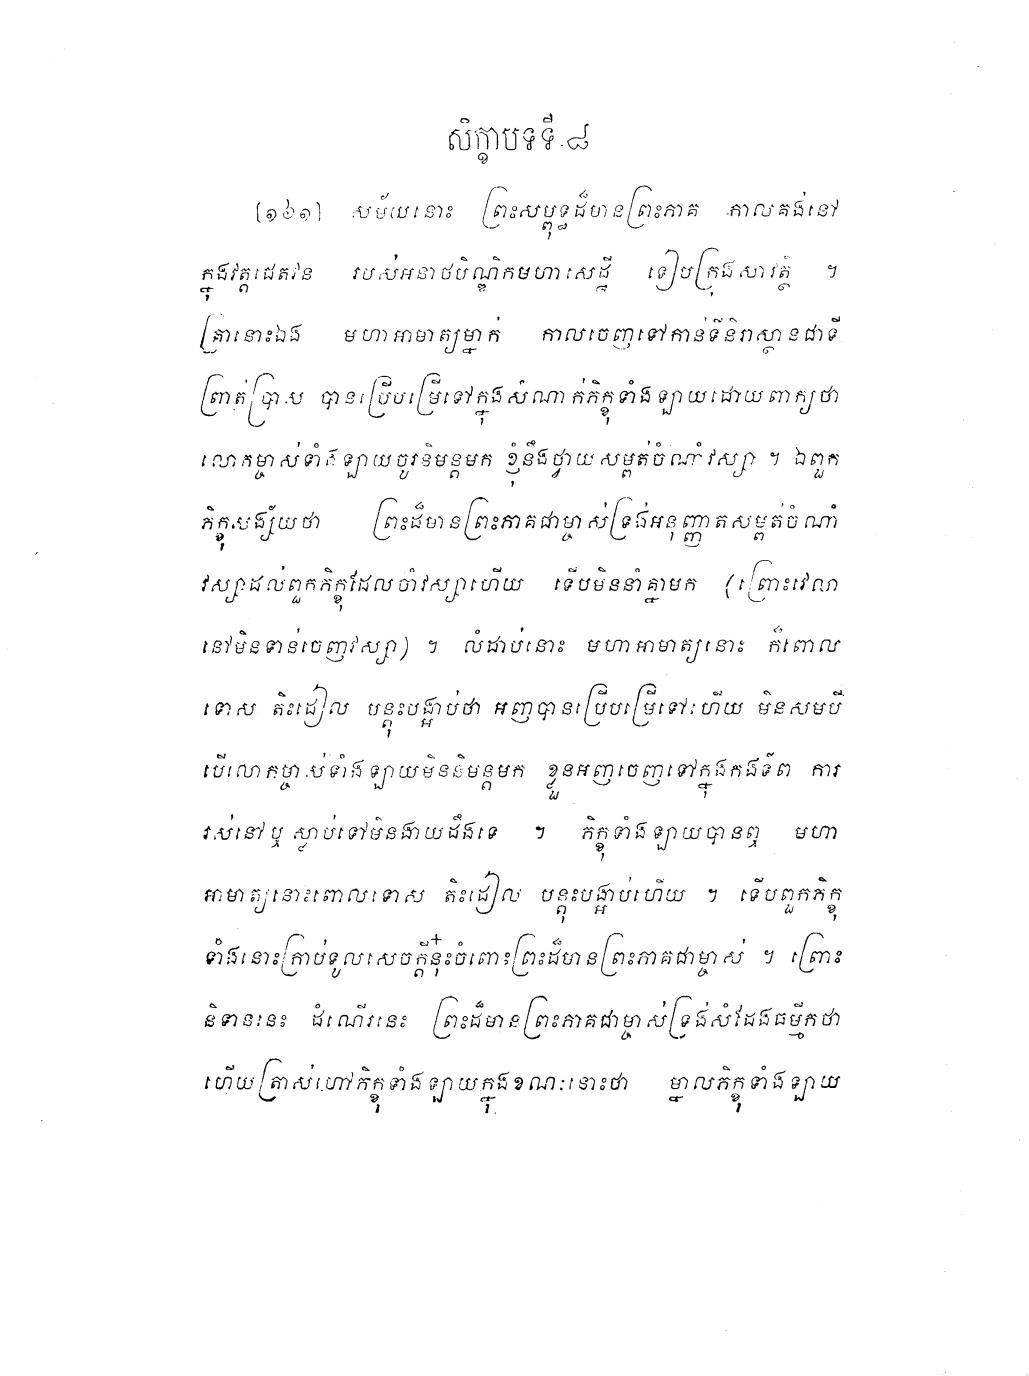 សិក្ខាបទទី ៨
[១៦១] សម័យនោះ ព្រះសម្ពុទ្ធដ៏មានព្រះភាគ កាលគង់នៅ
ក្នុងវត្តជេតវន របស់អនាថបិណ្ឌិកមហាសេដ្ឋី ទៀបក្រុងសាវត្ថី ។
គ្រានោះឯង មហាអាមាត្យម្នាក់ កាលចេញទៅកាន់ទីនិរាស្ថានជាទី
ព្រាត់ប្រាស បានប្រើបម្រើទៅក្នុងសំណាក់ភិក្ខុទាំងឡាយដោយពាក្យថា
លោកម្ចាស់ទាំងឡាយចូរនិមន្តមក ខ្ញុំនឹងថ្វាយសម្ពត់ចំណាំវស្សា ។ ឯពួក
ភិក្ខុសង្ស័យថា ព្រះដ៏មានព្រះភាគជាម្ចាស់ទ្រង់អនុញ្ញាតសម្ពត់ចំណាំ
វស្សាដល់ពួកភិក្ខុដែលចាំវស្សាហើយ ទើបមិននាំគ្នាមក (ព្រោះវេលា
នៅមិនទាន់ចេញវស្សា) ។ លំដាប់នោះ មហាអាមាត្យនោះ ក៏ពោល
ទោស តិះដៀល បន្តុះបង្អាប់ថា អញបានប្រើបម្រើទៅហើយ មិនសមបី
បើលោកម្ចាស់ទាំងឡាយមិននិមន្តមក ខ្លួនអញចេញទៅក្នុងកងទ័ព ការ
រស់នៅ ឬ ស្លាប់ទៅមិនងាយដឹងទេ ។ ភិក្ខុទាំងឡាយបានឮ មហា
អាមាត្យនោះពោលទោស តិះដៀល បន្តុះបង្អាប់ហើយ ។ ទើបពួកភិក្ខុ
ទាំងនោះក្រាប់ទូលសេចក្តីនុ៎ះចំពោះព្រះដ៏មានព្រះភាគជាម្ចាស់ ។ ព្រោះ
និទាននេះ ដំណើរនេះ ព្រះដ៏មានព្រះភាគជាម្ចាស់ទ្រង់សំដែងធម្មីកថា
ហើយត្រាស់ហៅភិក្ខុទាំងឡាយក្នុងខណៈនោះថា ម្នាលភិក្ខុទាំងឡាយ